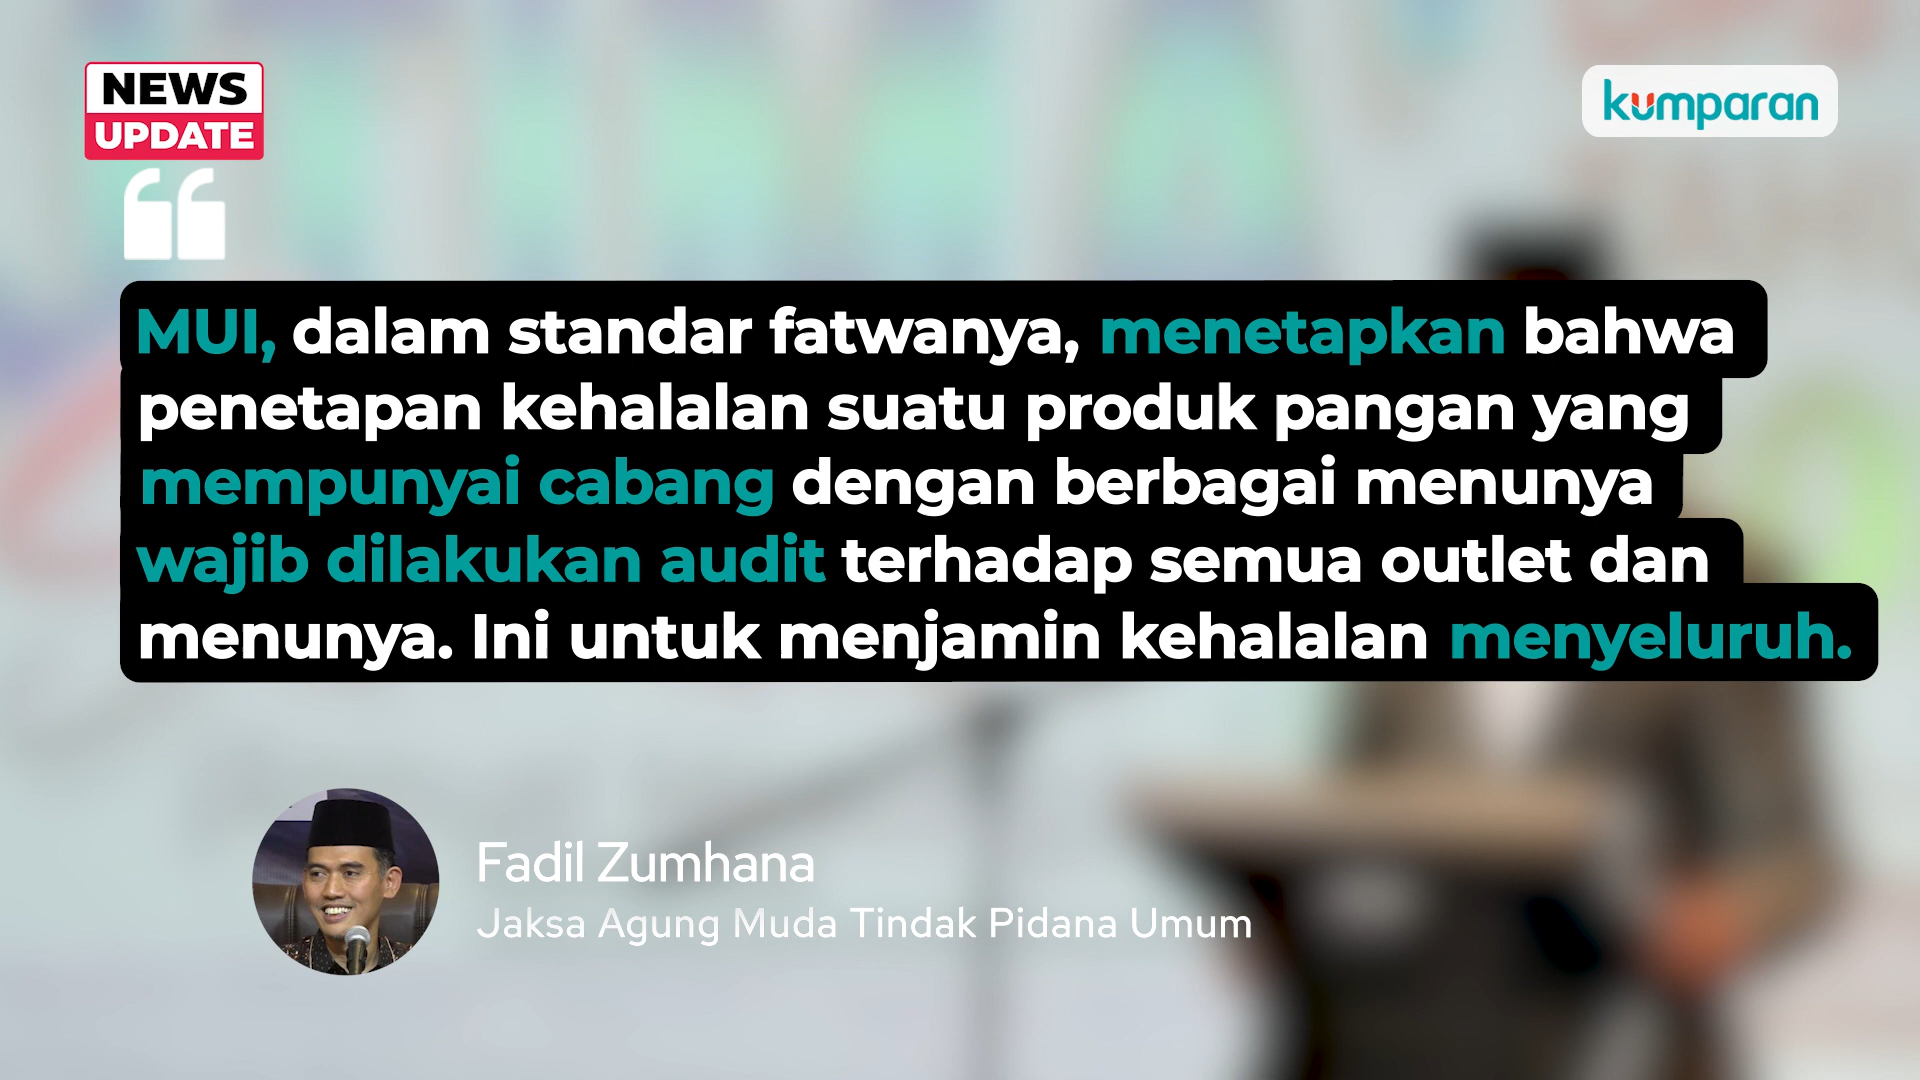 NEWS
UPDATE
kumparan
MUI, dalam standar fatwanya, menetapkan bahwa
penetapan kehalalan suatu produk pangan yang
mempunyai cabang dengan berbagai menunya
wajib dilakukan audit terhadap semua outlet dan
menunya. Ini untuk menjamin kehalalan menyeluruh.
Fadil Zumhana
Jaksa Agung Muda Tindak Pidana Umum